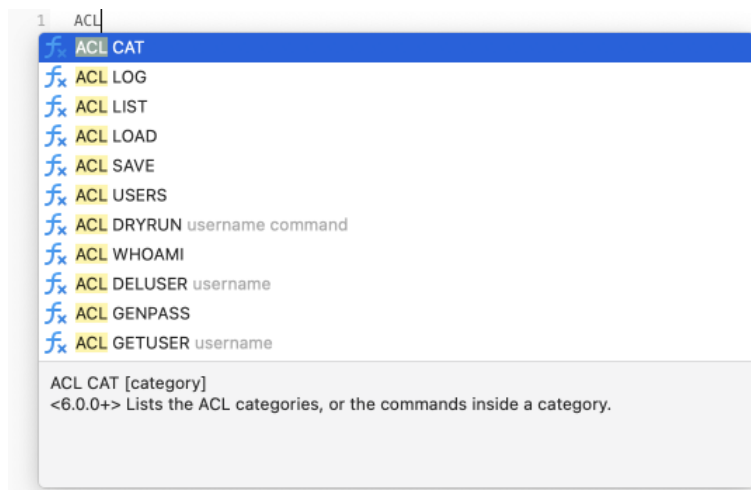 1 ACL
ACL CAT
ACL LOG
ACL LIST
ACL LOAD
ACL SAVE
ACL USERS
ACL DRYRUN username command
ACL WHOAMI
ACL DELUSER username
ACL GENPASS
ACL GETUSER username
ACL CAT [category]
<6.0.0+> Lists the ACL categories, or the commands inside a category.